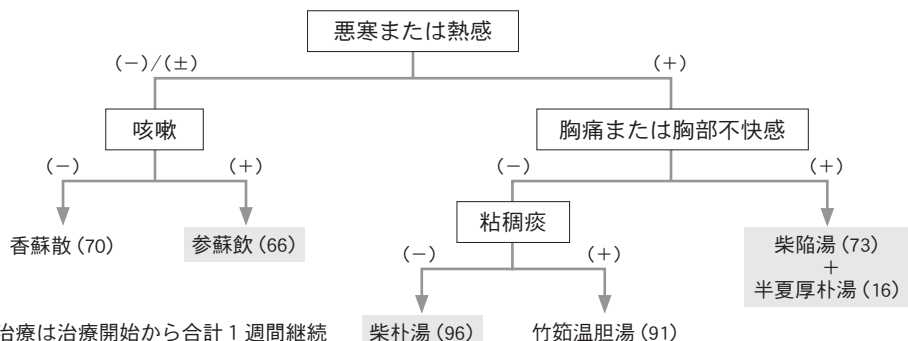 悪寒または熱感
(−)/(±)
(+)
咳嗽
胸痛または胸部不快感
(−)
(+)
(−)
(+)
粘稠痰
香蘇散(70)
参蘇飲(66)
(−)
(+)
柴陥湯(73)
+
半夏厚朴湯(16)
治療は治療開始から合計1週間継続
柴朴湯(96)
竹筎温胆湯(91)